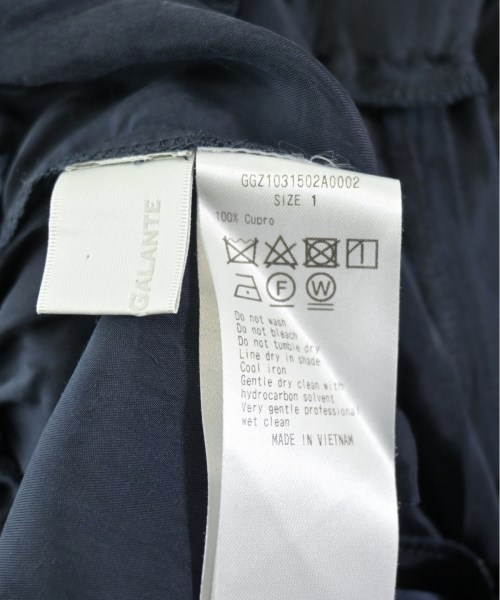 GALANTE
GGZ1031502A0002
SIZE 1
100% Cupro
F W
Do not wash
Do not bleach
Do not tumble dry
Line dry in shade
Cool iron
Gentle dry clean with
hydrocarbon solvent
Very gentle professional
wet clean
MADE IN VIETNAM